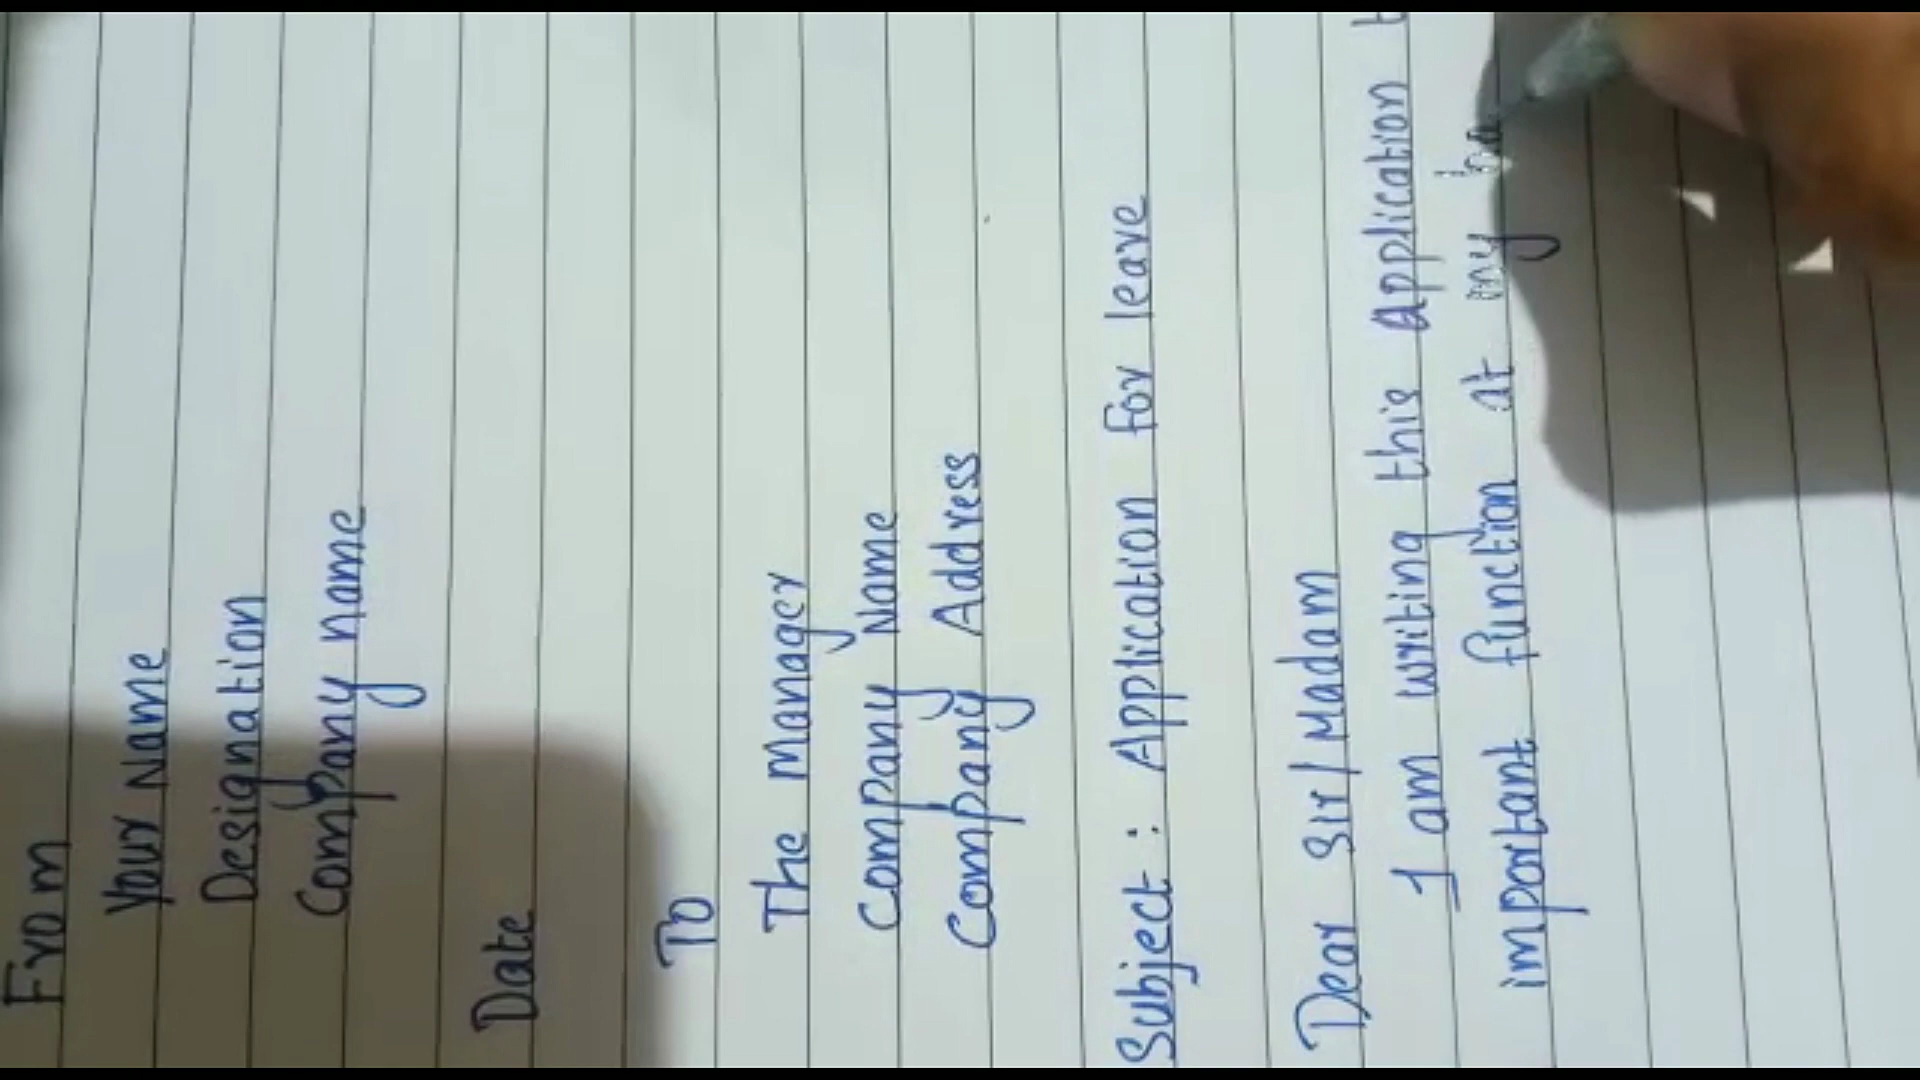 From
Your Name
Designation
Company name
Date
To
The Manager
Company Name
Company Address
Subject: Application for leave
Dear Sir/Madam
I am writing this application
important function at my